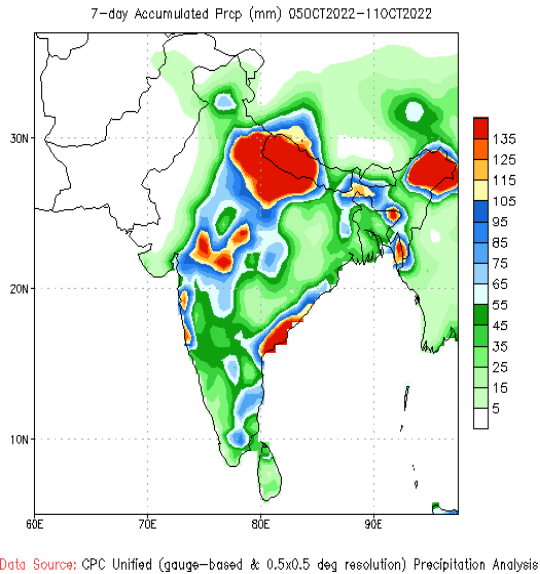 7-day Accumulated Prcp (mm) 05OCT2022-11OCT2022
30N
20N
10N
60E 70E 80E 90E
135
125
115
105
95
85
75
65
55
45
35
25
15
5
Data Source: CPC Unified (gauge-based & 0.5x0.5 deg resolution) Precipitation Analysis